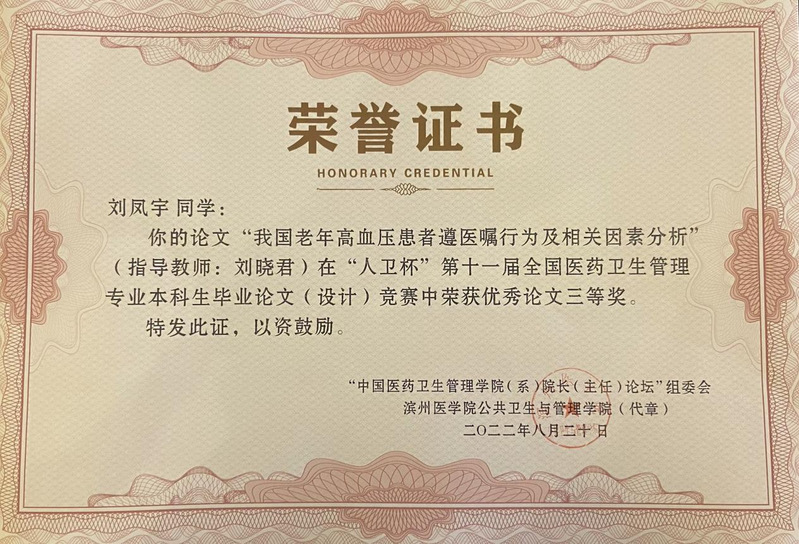 荣誉证书
HONORARY CREDENTIAL
刘凤宇 同学：
你的论文“我国老年高血压患者遵医嘱行为及相关因素分析”
（指导教师：刘晓君）在“人卫杯”第十一届全国医药卫生管理
专业本科生毕业论文（设计）竞赛中荣获优秀论文三等奖。
特发此证，以资鼓励。
“中国医药卫生管理学院（系）院长（主任）论坛”组委会
滨州医学院公共卫生与管理学院（代章）
二〇二二年八月二十日